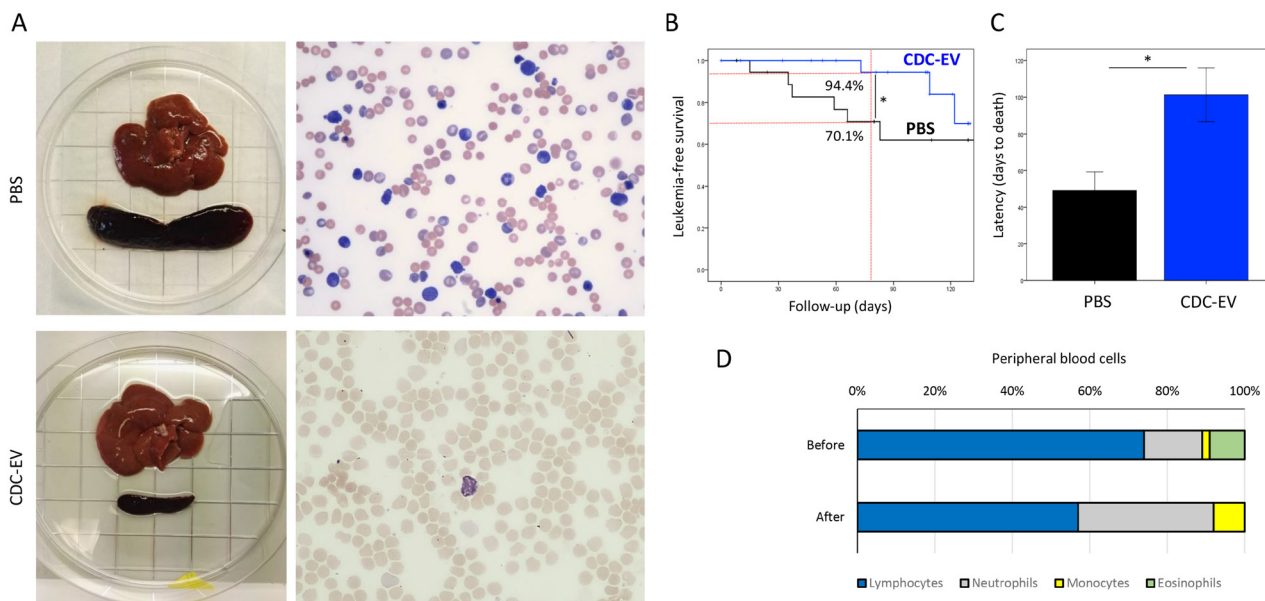 A
PBS
CDC-EV
B
Leukemia-free survival
1.0
0.8
0.6
0.4
0.2
0.0
CDC-EV
94.4%
*
PBS
70.1%
0
30
60
90
120
Follow-up (days)
C
Latency (days to death)
120
100
80
60
40
20
0
*
PBS
CDC-EV
D
Peripheral blood cells
0% 20% 40% 60% 80% 100%
Before
After
Lymphocytes Neutrophils Monocytes Eosinophils